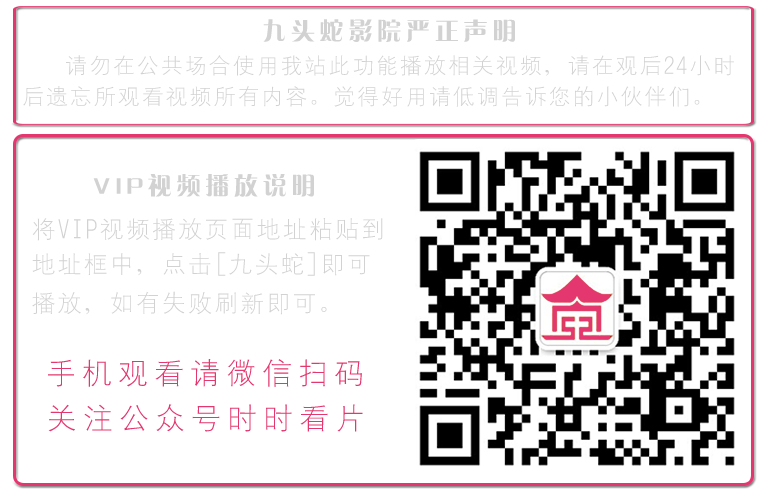 九头蛇影院严正声明
请勿在公共场合使用我站此功能播放相关视频，请在观后24小时
后遗忘所观看视频所有内容。觉得好用请低调告诉您的小伙伴们。
VIP视频播放说明
将VIP视频播放页面地址粘贴到
地址框中，点击[九头蛇]即可
播放，如有失败刷新即可。
手机观看请微信扫码
关注公众号时时看片